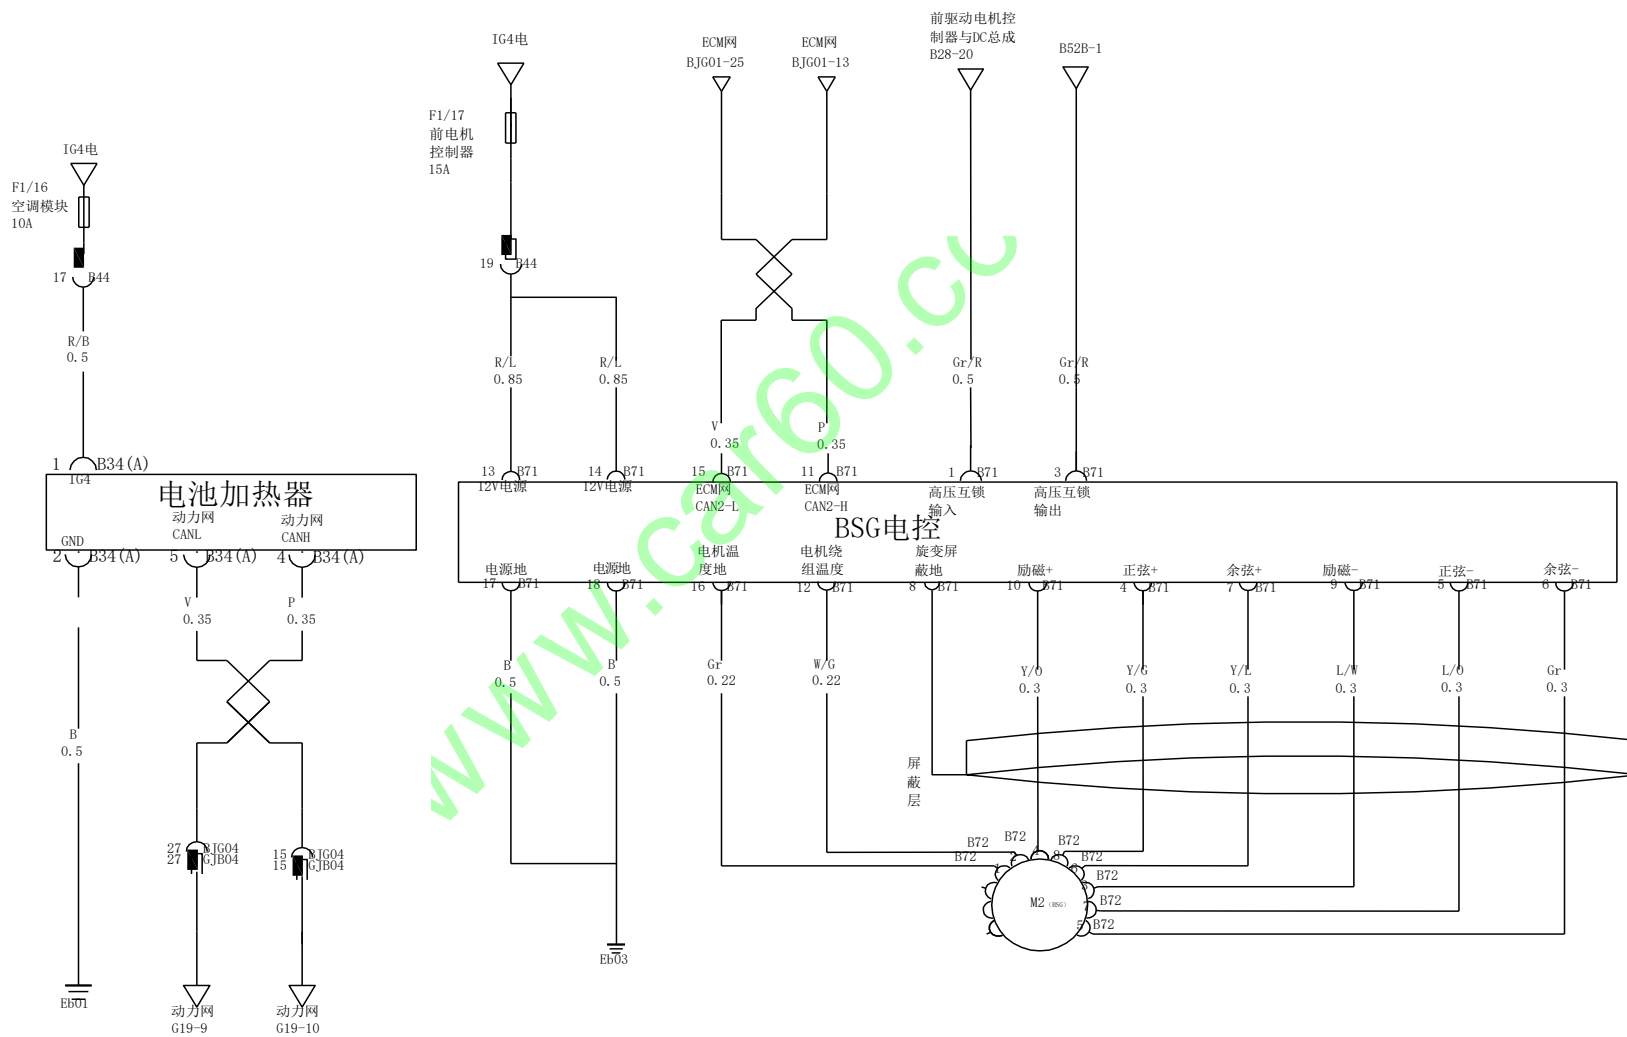 IG4电
F1/16
空调模块
10A
17 B44
R/B
0.5
1 B34(A)
IG4
电池加热器
动力网
CANL
动力网
CANH
GND
2 B34(A)
5 B34(A)
4 B34(A)
V
0.35
P
0.35
B
0.5
27 BJG04
27 GJB04
15 BJG04
15 GJB04
Eb01
动力网
G19-9
动力网
G19-10
IG4电
F1/17
前电机
控制器
15A
19 B44
R/L
0.85
R/L
0.85
ECM网
BJG01-25
ECM网
BJG01-13
前驱动电机控
制器与DC总成
B28-20
B52B-1
V
0.35
P
0.35
Gr/R
0.5
Gr/R
0.5
13 B71
14 B71
15 B71
11 B71
1 B71
3 B71
12V电源
12V电源
ECM网
CAN2-L
ECM网
CAN2-H
高压互锁
输入
高压互锁
输出
BSG电控
电源地
电源地
电机温
度地
电机绕
组温度
旋变屏
蔽地
励磁+
正弦+
余弦+
励磁-
正弦-
余弦-
17 B71
18 B71
16 B71
12 B71
8 B71
10 B71
4 B71
7 B71
9 B71
5 B71
6 B71
B
0.5
B
0.5
Gr
0.22
W/G
0.22
Y/O
0.3
Y/G
0.3
Y/L
0.3
L/W
0.3
L/O
0.3
Gr
0.3
屏
蔽
层
B72
B72
B72
B72
B72
B72
B72
B72
1
2
4
8
6
3
7
5
M2 (BSG)
Eb03
www.car60.cc